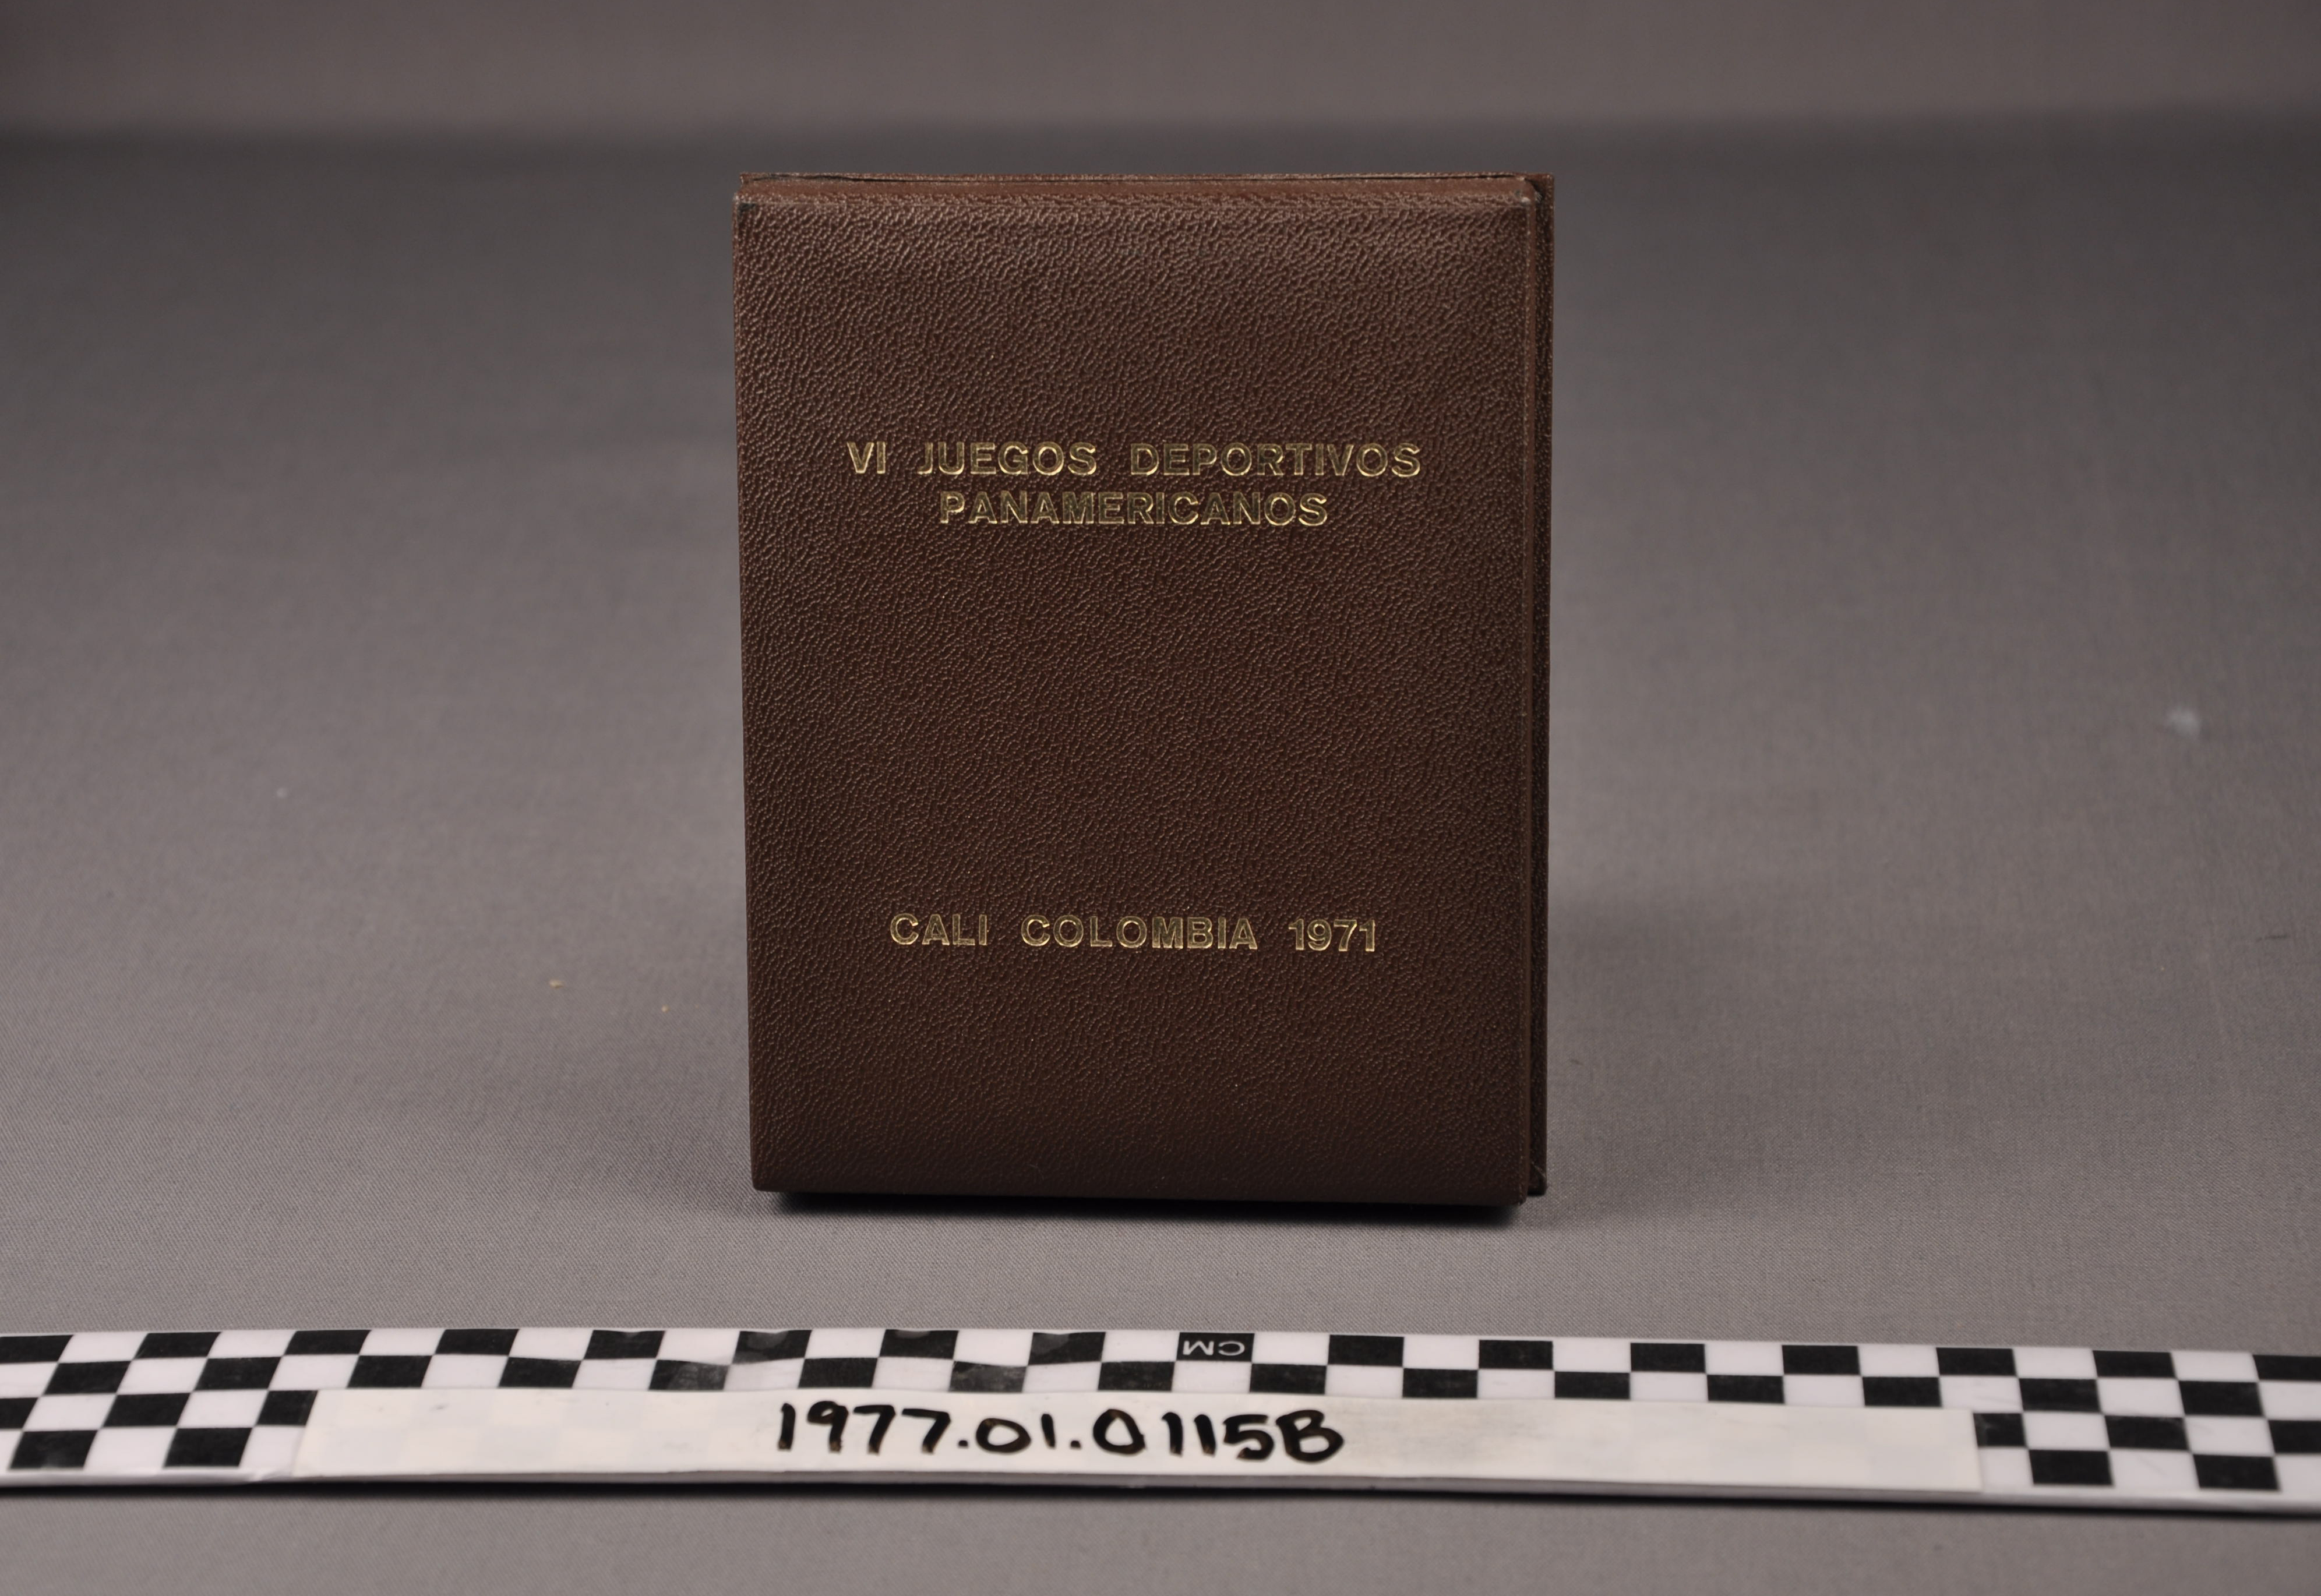 VI JUEGOS DEPORTIVOS
PANAMERICANOS
CALI COLOMBIA 1971
CM
1977.01.0115B